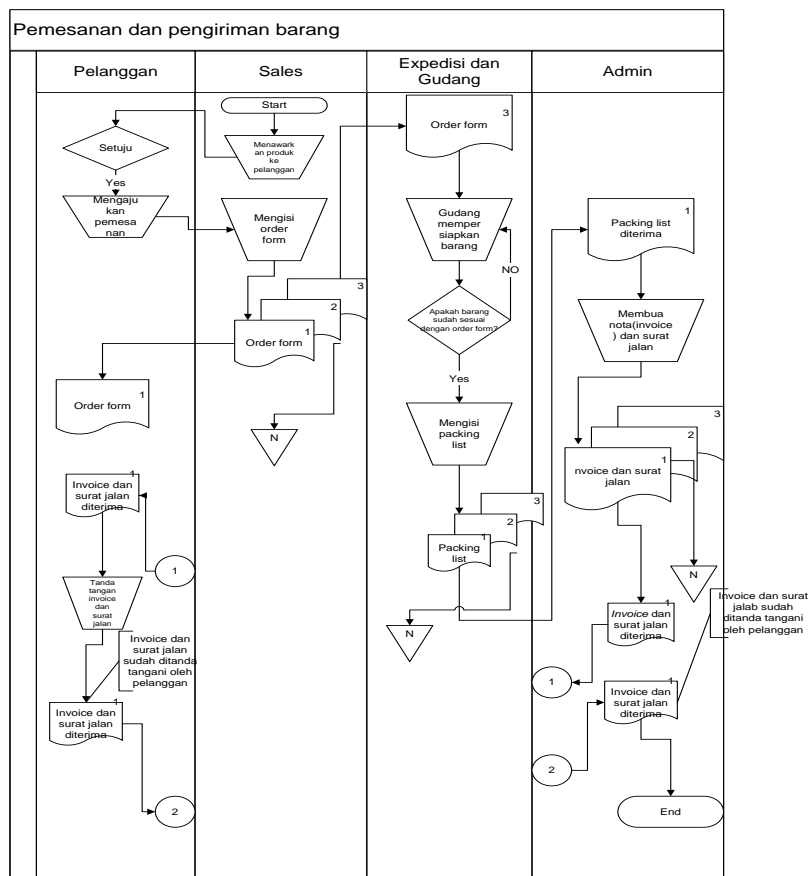 Pemesanan dan pengiriman barang
Pelanggan
Sales
Expedisi dan
Gudang
Admin
Start
Menawark
an produk
ke
pelanggan
Setuju
Yes
Mengaju
kan
pemesa
nan
Mengisi
order
form
3
2
1
Order form
1
Order form
N
3
Order form
Gudang
memper
siapkan
barang
NO
Apakah barang
sudah sesuai
dengan order form?
Yes
Mengisi
packing
list
3
2
1
Packing
list
N
1
Packing list
diterima
Membua
nota(invoice
) dan surat
jalan
3
2
1
nvoice dan surat
jalan
N
1
Invoice dan
surat jalan
diterima
1
1
Invoice dan
surat jalan
diterima
1
Tanda
tangan
invoice
dan
surat
jalan
Invoice dan
surat jalan
sudah ditanda
tangani oleh
pelanggan
1
Invoice dan
surat jalan
diterima
2
2
1
Invoice dan
surat jalan
diterima
Invoice dan surat
jalab sudah
ditanda tangani
oleh pelanggan
End